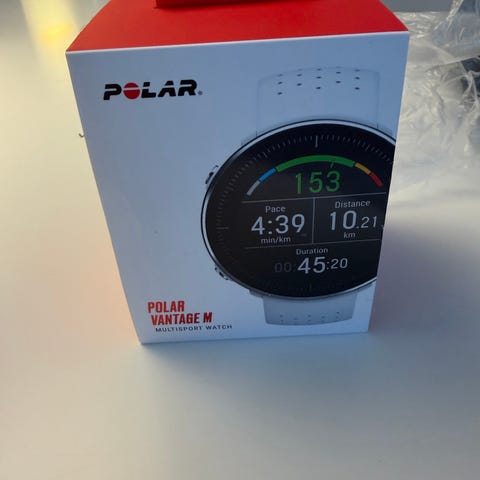 POLAR®
153
Pace
Distance
4:39
10.21
min/km
km
Duration
00:45:20
POLAR
VANTAGE M
MULTISPORT WATCH